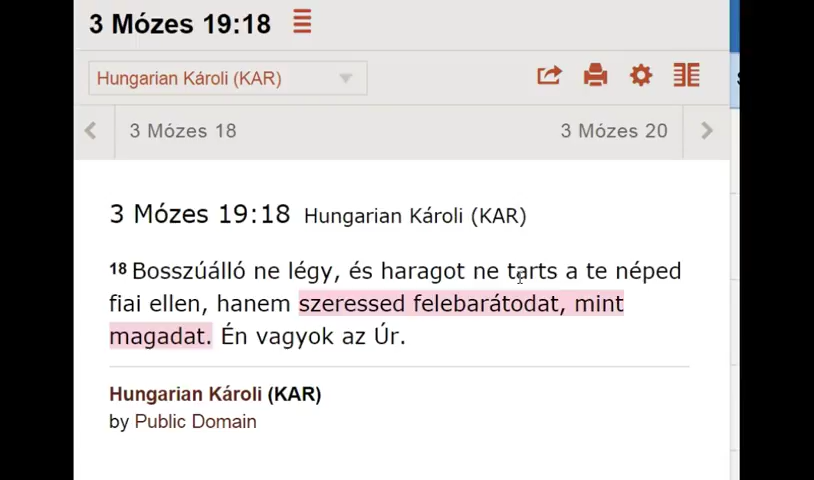 3 Mózes 19:18
Hungarian Károli (KAR)
3 Mózes 18
3 Mózes 20
3 Mózes 19:18 Hungarian Károli (KAR)
18 Bosszúálló ne légy, és haragot ne tarts a te néped
fiai ellen, hanem szeressed felebarátodat, mint
magadat. Én vagyok az Úr.
Hungarian Károli (KAR)
by Public Domain